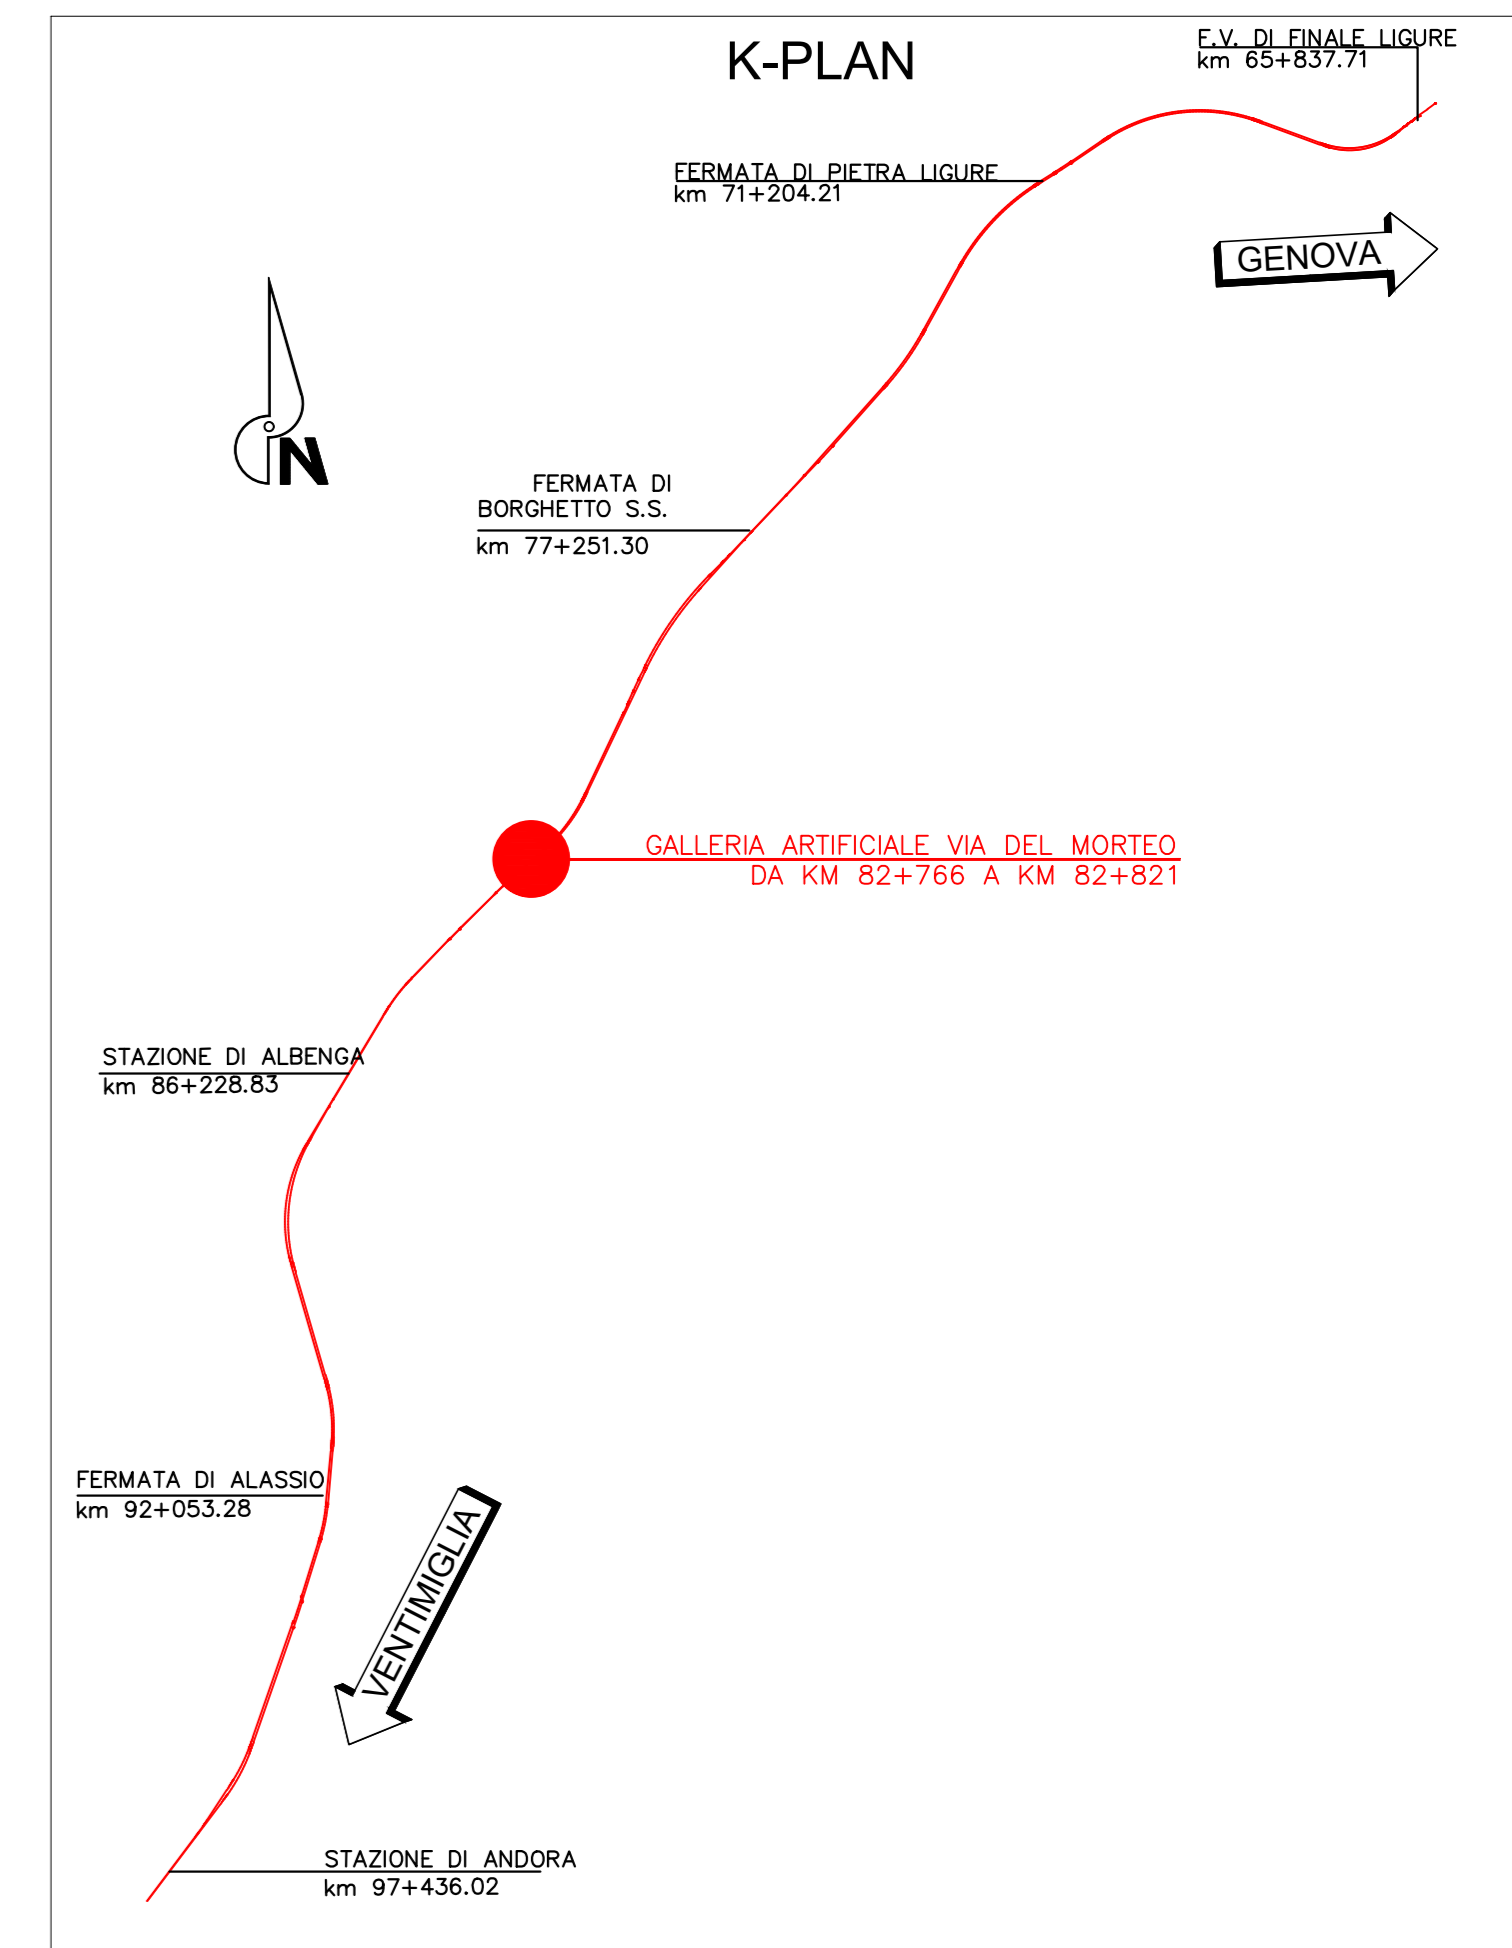 K-PLAN
F.V. DI FINALE LIGURE
km 65+837.71
FERMATA DI PIETRA LIGURE
km 71+204.21
GENOVA
N
FERMATA DI
BORGHETTO S.S.
km 77+251.30
GALLERIA ARTIFICIALE VIA DEL MORTEO
DA KM 82+766 A KM 82+821
STAZIONE DI ALBENGA
km 86+228.83
FERMATA DI ALASSIO
km 92+053.28
VENTIMIGLIA
STAZIONE DI ANDORA
km 97+436.02